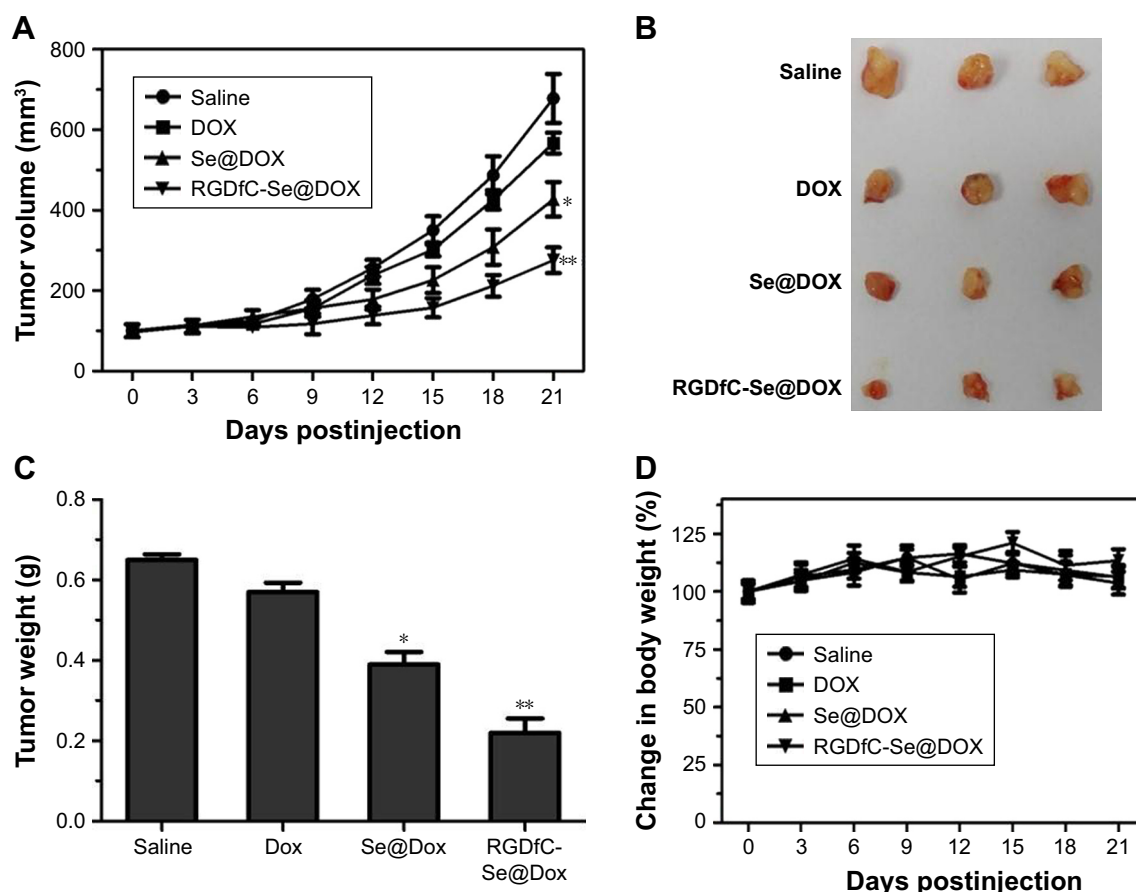 A
Tumor volume (mm³)
800
600
400
200
0
Saline
DOX
Se@DOX
RGDfC-Se@DOX
*
**
0 3 6 9 12 15 18 21
Days postinjection
B
Saline
DOX
Se@DOX
RGDfC-Se@DOX
C
Tumor weight (g)
0.8
0.6
0.4
0.2
0.0
*
**
Saline Dox Se@Dox RGDfC-
Se@Dox
D
Change in body weight (%)
125
100
75
50
25
0
Saline
DOX
Se@DOX
RGDfC-Se@DOX
0 3 6 9 12 15 18 21
Days postinjection